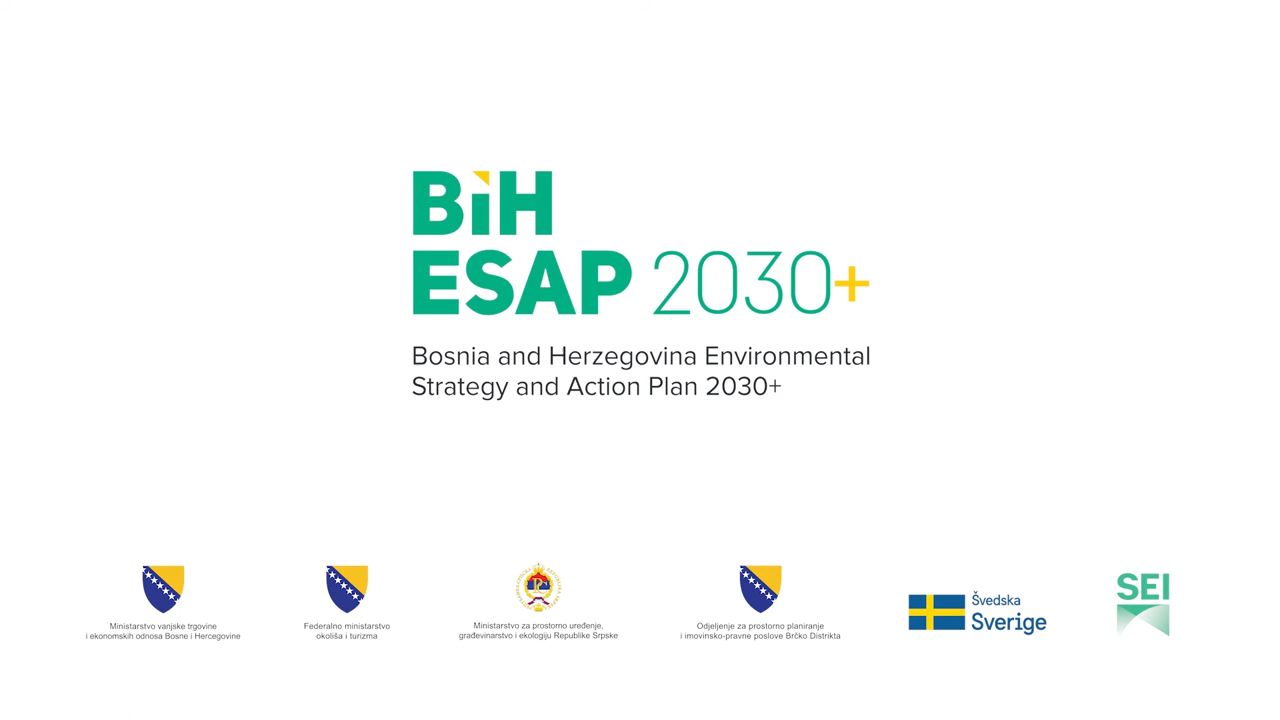 BiH
ESAP 2030+
Bosnia and Herzegovina Environmental
Strategy and Action Plan 2030+
Ministarstvo vanjske trgovine
i ekonomskih odnosa Bosne i Hercegovine
Federalno ministarstvo
okoliša i turizma
Ministarstvo za prostorno uređenje,
građevinarstvo i ekologiju Republike Srpske
Odjeljenje za prostorno planiranje
i imovinsko-pravne poslove Brčko Distrikta
Švedska
Sverige
SEI